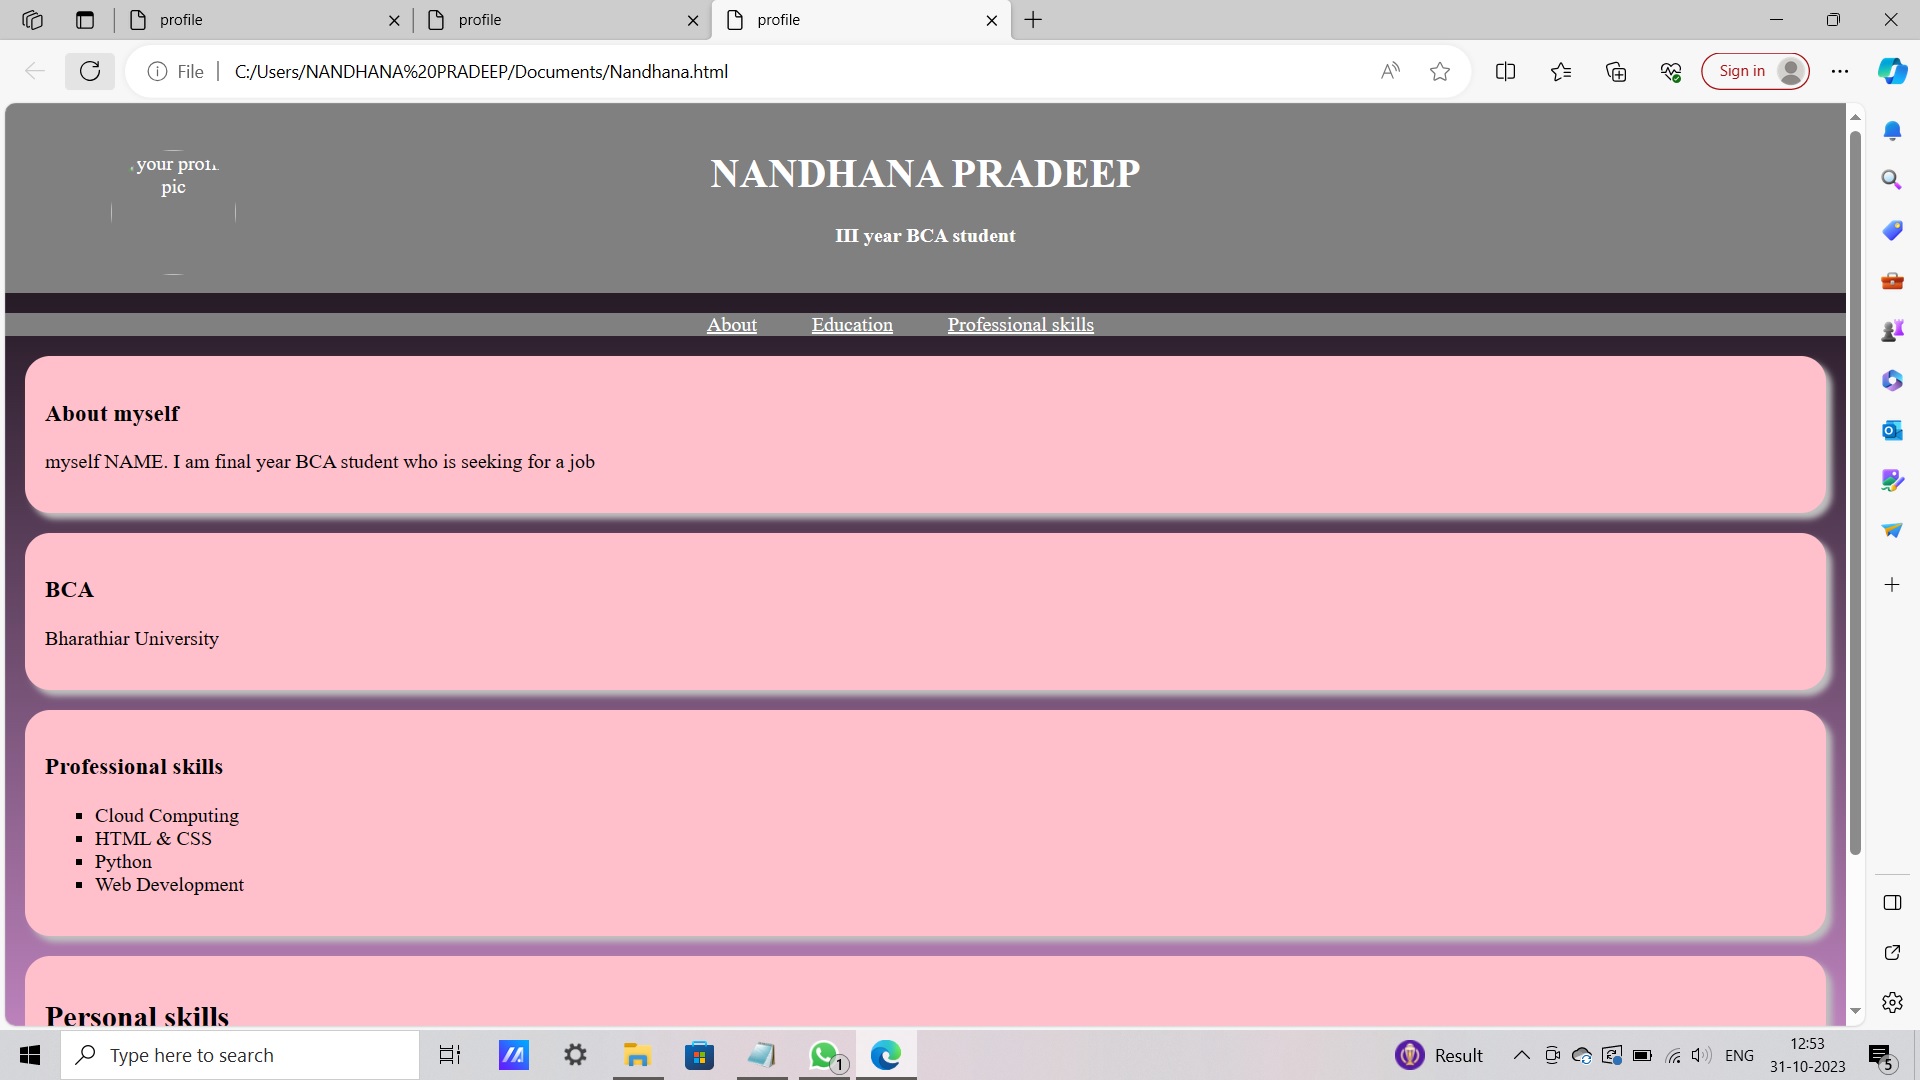 profile
profile
profile
File
C:/Users/NANDHANA%20PRADEEP/Documents/Nandhana.html
Sign in
your
pic
NANDHANA PRADEEP
III year BCA student
About
Education
Professional skills
About myself
myself NAME. I am final year BCA student who is seeking for a job
BCA
Bharathiar University
Professional skills
Cloud Computing
HTML & CSS
Python
Web Development
Personal skills
Type here to search
1
Result
ENG
12:53
31-10-2023
5